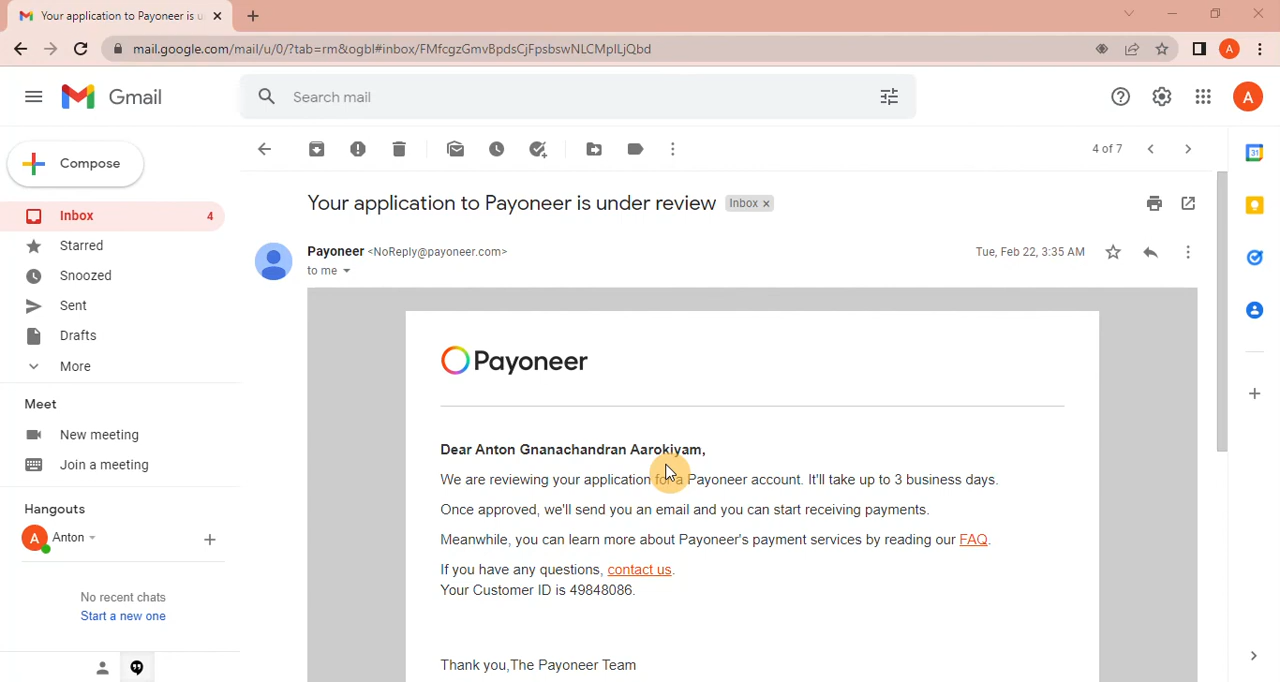 Your application to Payoneer is u
mail.google.com/mail/u/0/?tab=rm&ogbl#inbox/FMfcgzGmvBpdsCjFpsbswNLCMplLjQbd
A
Gmail
Search mail
A
Compose
4 of 7
31
Inbox 4
Your application to Payoneer is under review Inbox ×
Starred
Payoneer <NoReply@payoneer.com>
Tue, Feb 22, 3:35 AM
to me
Snoozed
Sent
Drafts
More
Payoneer
Meet
New meeting
Join a meeting
Dear Anton Gnanachandran Aarokiyam,
We are reviewing your application for a Payoneer account. It'll take up to 3 business days.
Once approved, we'll send you an email and you can start receiving payments.
Meanwhile, you can learn more about Payoneer's payment services by reading our FAQ.
If you have any questions, contact us.
Your Customer ID is 49848086.
Thank you,The Payoneer Team
Hangouts
A Anton
No recent chats
Start a new one